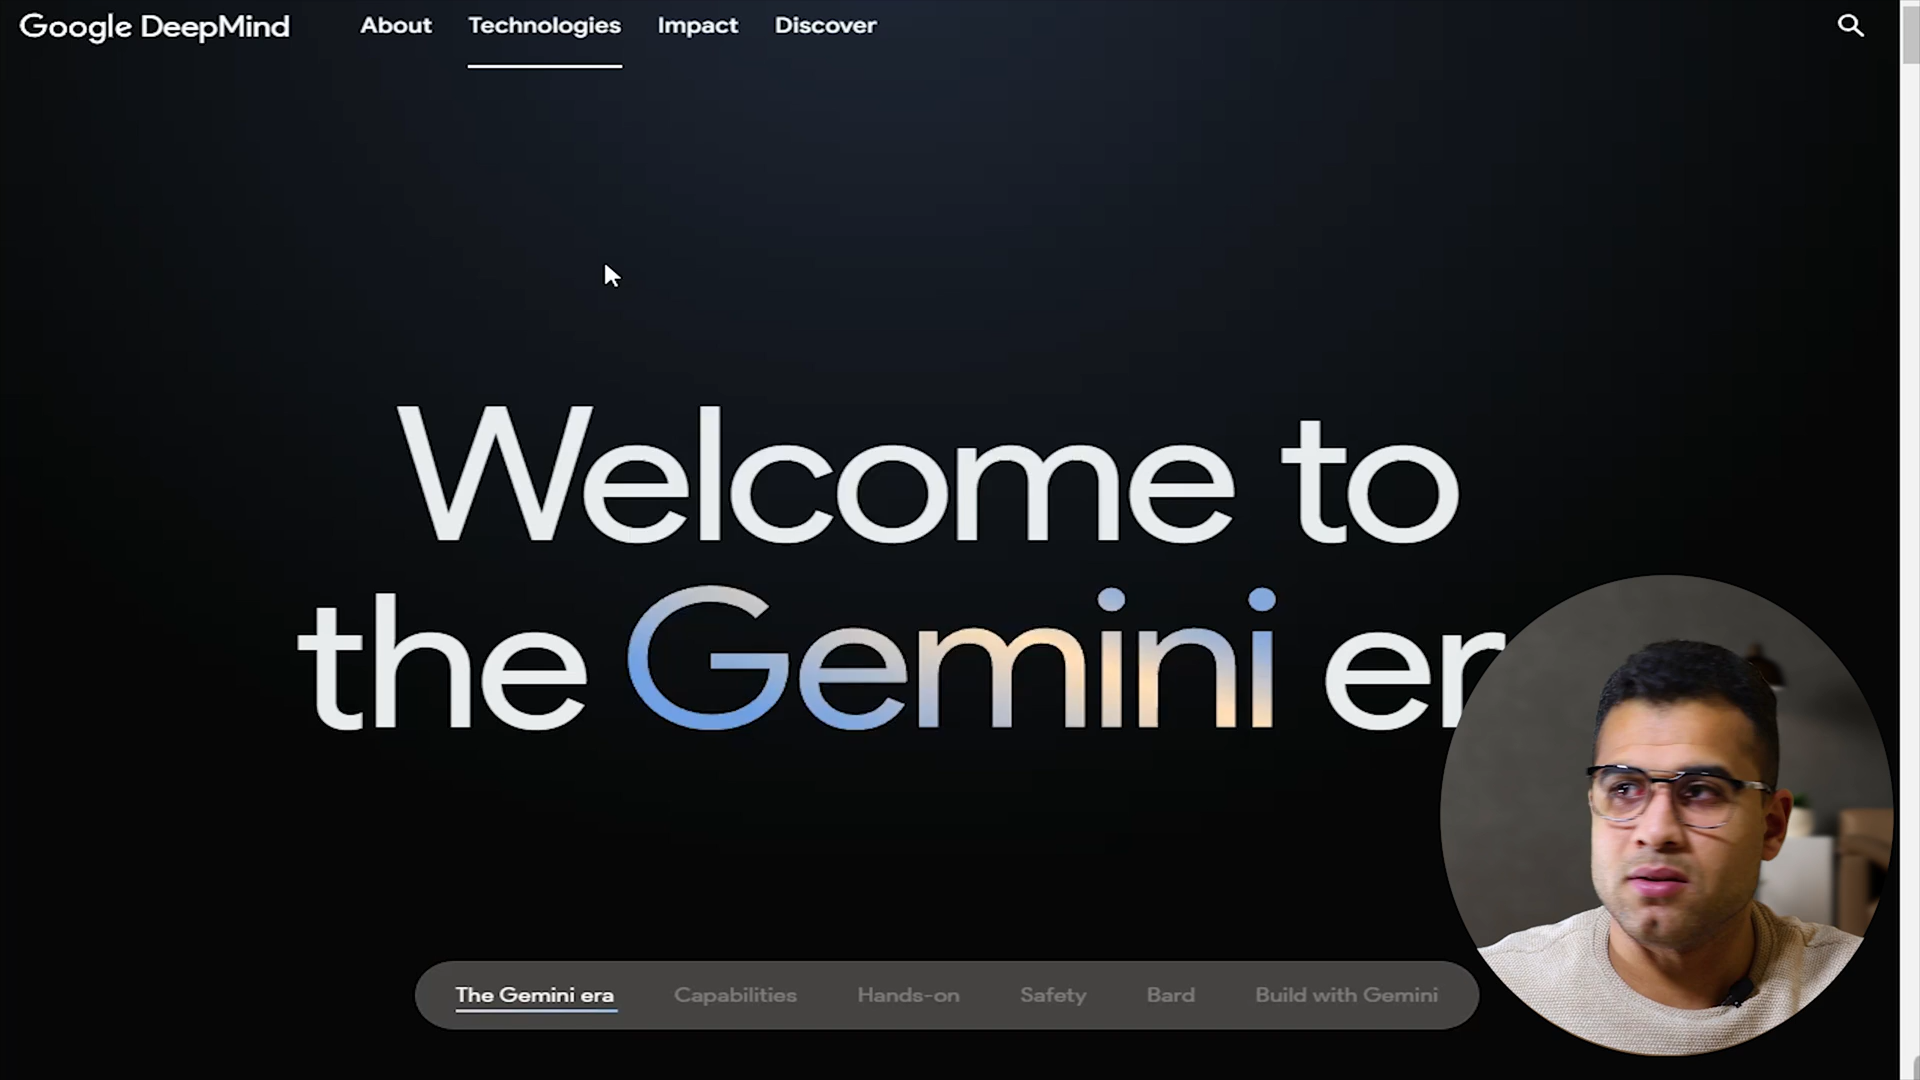 Google DeepMind About Technologies Impact Discover
Welcome to
the Gemini er
The Gemini era Capabilities Hands-on Safety Bard Build with Gemini